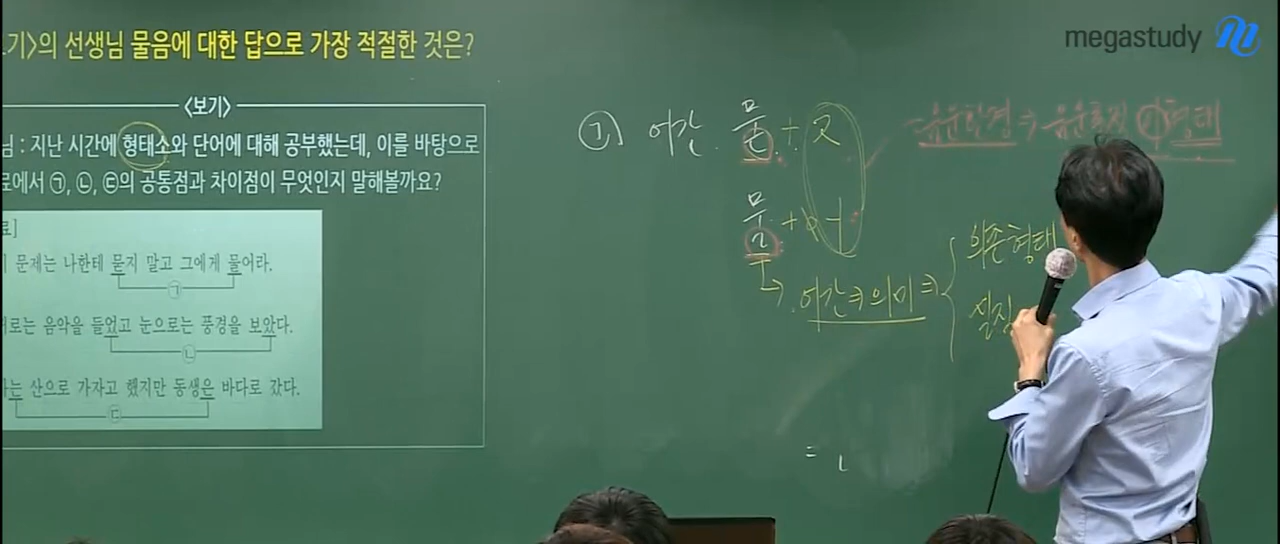 기>의 선생님 물음에 대한 답으로 가장 적절한 것은?
megastudy
<보기>
님 : 지난 시간에 형태소와 단어에 대해 공부했는데, 이를 바탕으로
료에서 ㉠, ㉡, ㉢의 공통점과 차이점이 무엇인지 말해볼까요?
료]
문제는 나한테 묻지 말고 그에게 물어라.
㉠
로는 음악을 들었고 눈으로는 풍경을 보았다.
㉡
는 산으로 가자고 했지만 동생은 바다로 갔다.
㉢
㉠ 어간 묻 + ㅈ
음운환경 ⇒
형태
물 + ㅓ
어간 ⇒ 의미 ⇒
의존형태
실질